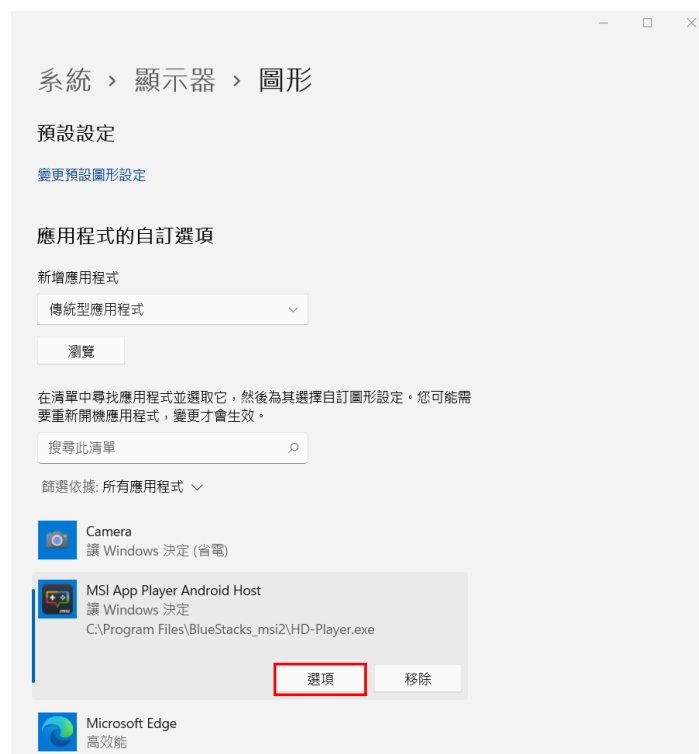 系統 › 顯示器 › 圖形
預設設定
變更預設圖形設定
應用程式的自訂選項
新增應用程式
傳統型應用程式
瀏覽
在清單中尋找應用程式並選取它，然後為其選擇自訂圖形設定。您可能需
要重新開機應用程式，變更才會生效。
搜尋此清單
篩選依據: 所有應用程式
Camera
讓 Windows 決定 (省電)
MSI App Player Android Host
讓 Windows 決定
C:\Program Files\BlueStacks_msi2\HD-Player.exe
選項 移除
Microsoft Edge
高效能